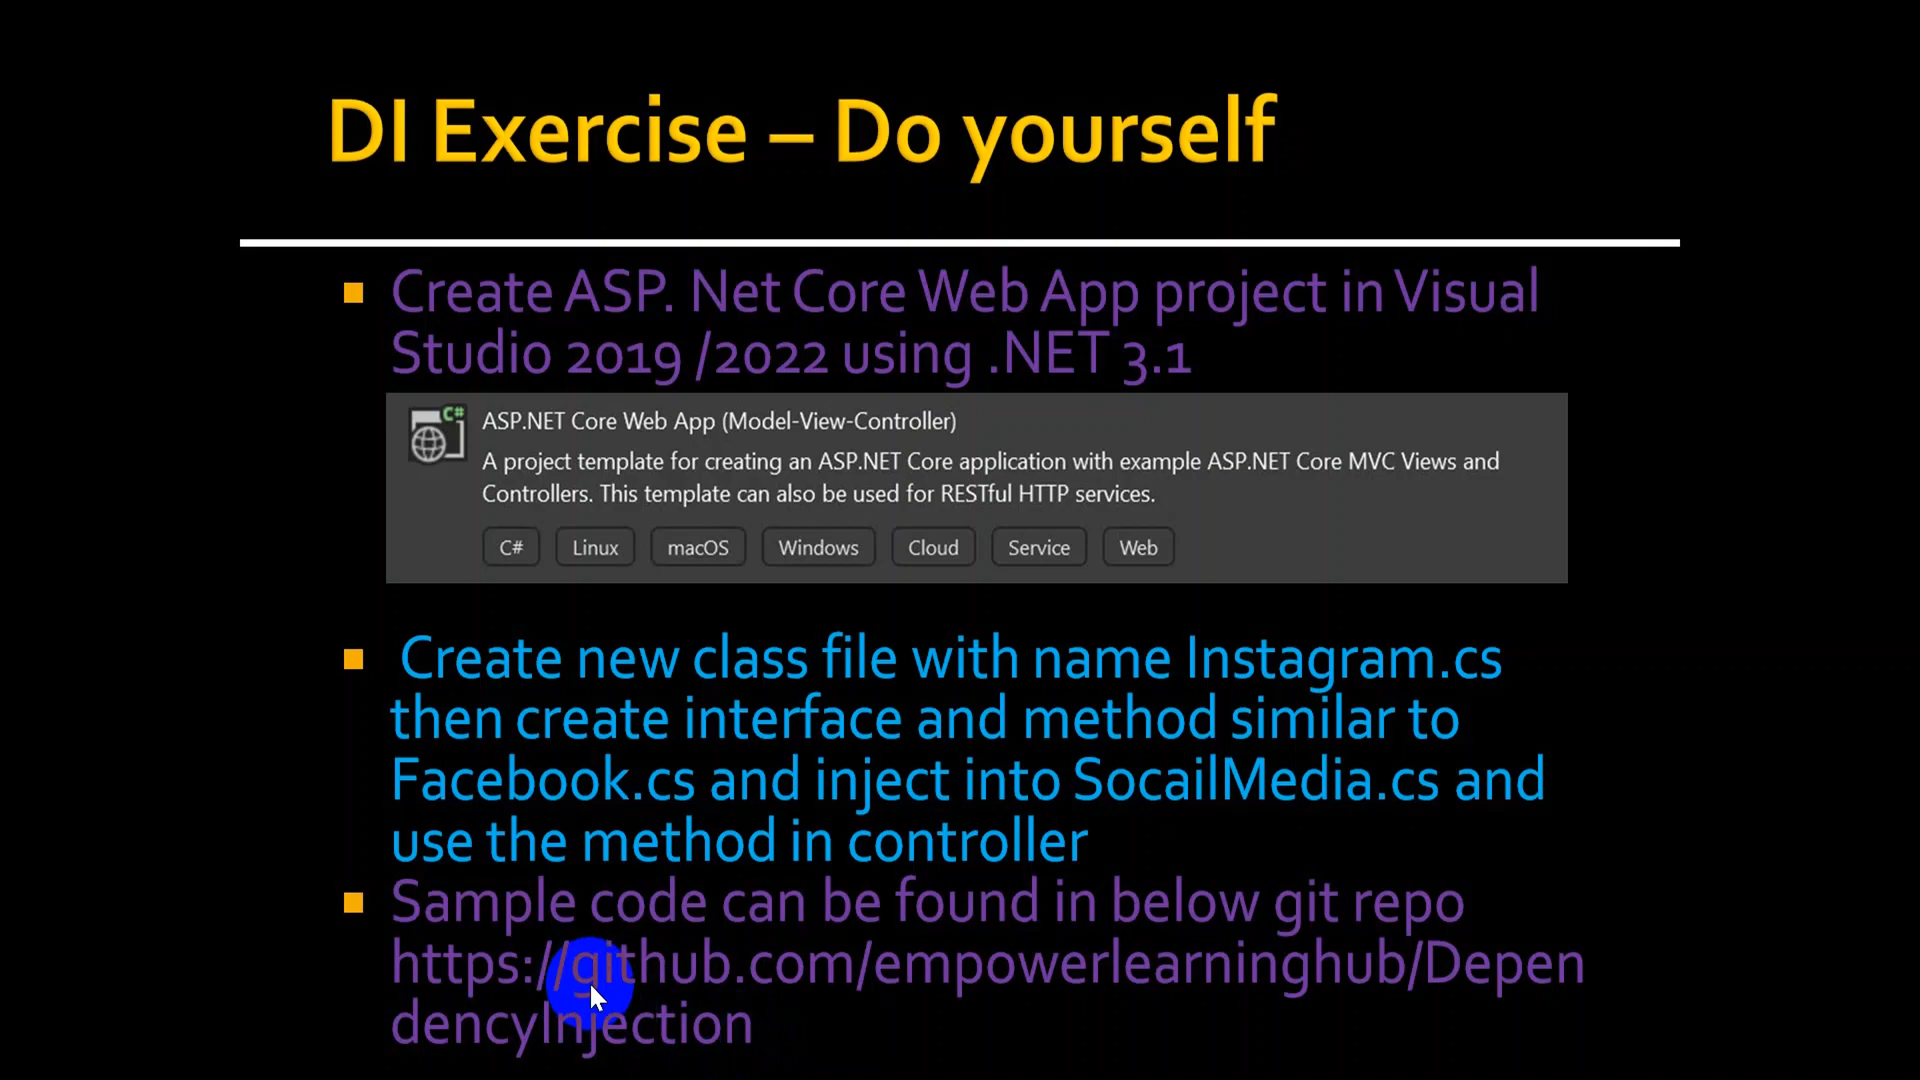 DI Exercise – Do yourself
Create ASP. Net Core Web App project in Visual
Studio 2019 /2022 using .NET 3.1
C#
ASP.NET Core Web App (Model-View-Controller)
A project template for creating an ASP.NET Core application with example ASP.NET Core MVC Views and
Controllers. This template can also be used for RESTful HTTP services.
C# Linux macOS Windows Cloud Service Web
Create new class file with name Instagram.cs
then create interface and method similar to
Facebook.cs and inject into SocailMedia.cs and
use the method in controller
Sample code can be found in below git repo
https://github.com/empowerlearninghub/Depen
dencyInjection